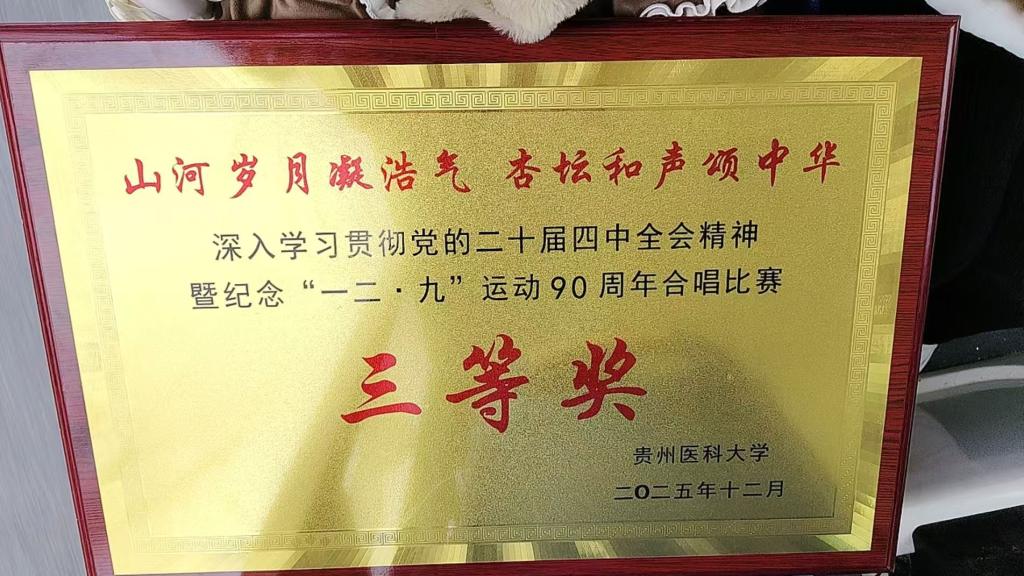 山河岁月凝浩气 杏坛和声颂中华
深入学习贯彻党的二十届四中全会精神
暨纪念“一二·九”运动90周年合唱比赛
三等奖
贵州医科大学
二O二五年十二月